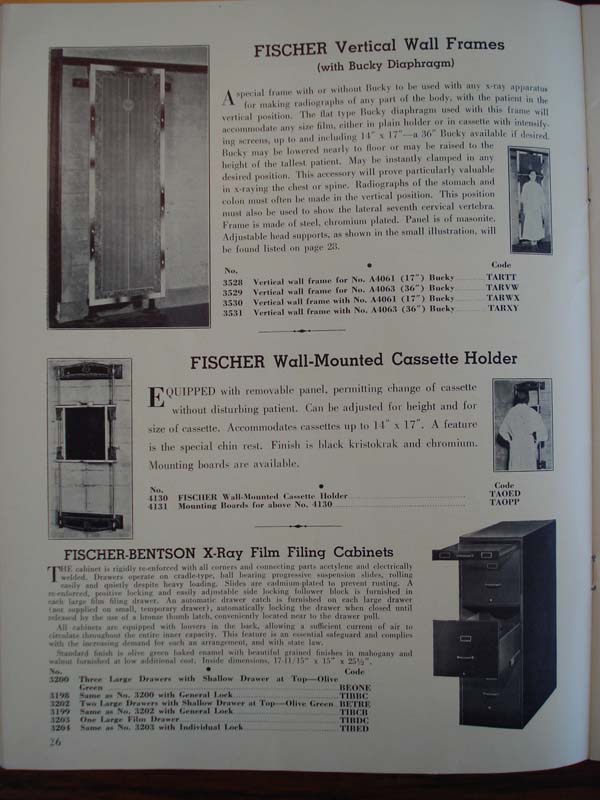 FISCHER Vertical Wall Frames
(with Bucky Diaphragm)
A special frame with or without Bucky to be used with any x-ray apparatus
for making radiographs of any part of the body, with the patient in the
vertical position. The flat type Bucky diaphragm used with this frame will
accommodate any size film, either in plain holder or in cassette with intensify-
ing screens, up to and including 14" x 17"—a 36" Bucky available if desired.
Bucky may be lowered nearly to floor or may be raised to the
height of the tallest patient. May be instantly clamped in any
desired position. This accessory will prove particularly valuable
in x-raying the chest or spine. Radiographs of the stomach and
colon must often be made in the vertical position. This position
must also be used to show the lateral seventh cervical vertebra.
Frame is made of steel, chromium plated. Panel is of masonite.
Adjustable head supports, as shown in the small illustration, will
be found listed on page 28.
No. Code
3528 Vertical wall frame for No. A4061 (17") Bucky TARTT
3529 Vertical wall frame for No. A4063 (36") Bucky TARVW
3530 Vertical wall frame with No. A4061 (17") Bucky TARWX
3531 Vertical wall frame with No. A4063 (36") Bucky TARXY
FISCHER Wall-Mounted Cassette Holder
EQUIPPED with removable panel, permitting change of cassette
without disturbing patient. Can be adjusted for height and for
size of cassette. Accommodates cassettes up to 14" x 17". A feature
is the special chin rest. Finish is black kristokrak and chromium.
Mounting boards are available.
No. Code
4130 FISCHER Wall-Mounted Cassette Holder TAOED
4131 Mounting Boards for above No. 4130 TAOPP
FISCHER-BENTSON X-Ray Film Filing Cabinets
THE cabinet is rigidly re-enforced with all corners and connecting parts acetylene and electrically
welded. Drawers operate on cradle-type, ball bearing progressive suspension slides, rolling
easily and quietly despite heavy loading. Slides are cadmium-plated to prevent rusting. A
re-enforced, positive locking and easily adjustable side locking follower block is furnished in
each large film filing drawer. An automatic drawer catch is furnished on each large drawer
(not supplied on small, temporary drawer), automatically locking the drawer when closed until
released by the use of a bronze thumb latch, conveniently located near to the drawer pull.
All cabinets are equipped with louvers in the back, allowing a sufficient current of air to
circulate throughout the entire inner capacity. This feature is an essential safeguard and complies
with the increasing demand for such an arrangement, and with state law.
Standard finish is olive green baked enamel with beautiful grained finishes in mahogany and
walnut furnished at low additional cost. Inside dimensions, 17-11/15" x 15" x 25½".
No. Code
3200 Three Large Drawers with Shallow Drawer at Top—Olive
Green BEONE
3198 Same as No. 3200 with General Lock TIBBC
3202 Two Large Drawers with Shallow Drawer at Top—Olive Green BETRE
3199 Same as No. 3202 with General Lock TIBCB
3203 One Large Film Drawer TIBDC
3204 Same as No. 3203 with Individual Lock TIBED
26